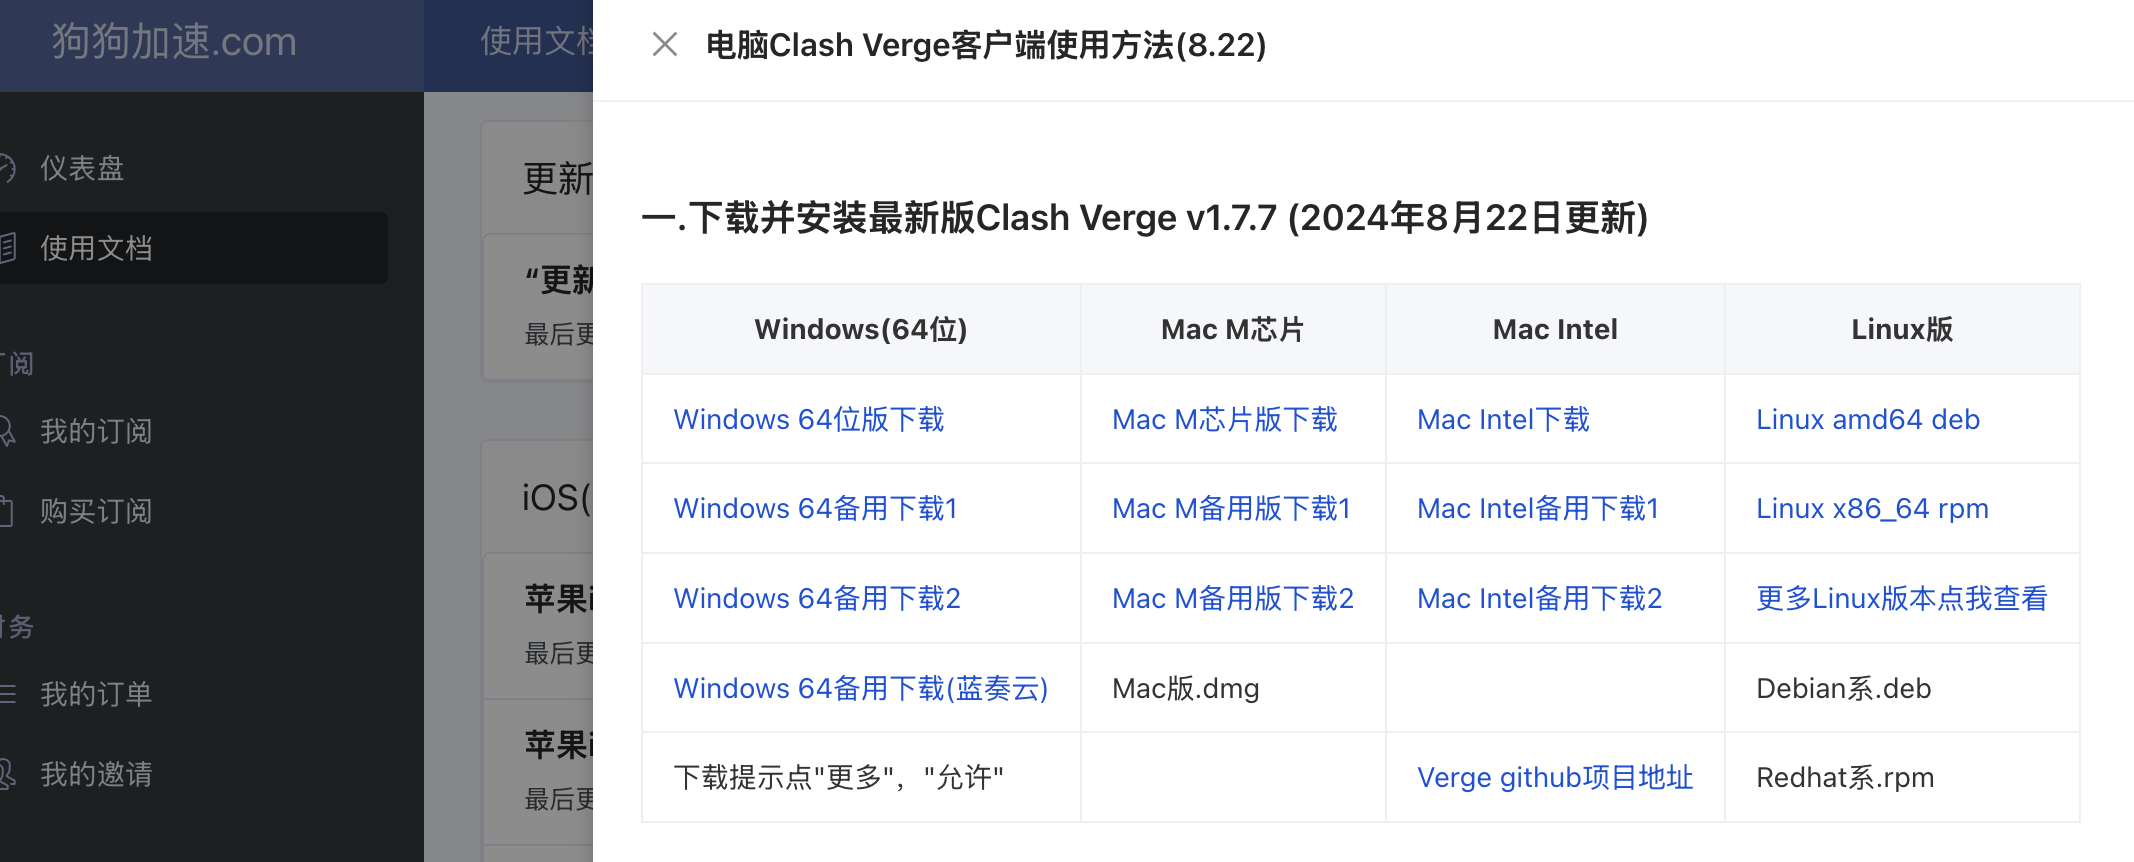 狗狗加速.com
仪表盘
使用文档
订阅
我的订阅
购买订阅
财务
我的订单
我的邀请
使用文档
更新
“更新
最后更
iOS(
苹果i
最后更
苹果i
最后更
电脑Clash Verge客户端使用方法(8.22)
一.下载并安装最新版Clash Verge v1.7.7 (2024年8月22日更新)
Windows(64位) Mac M芯片 Mac Intel Linux版
Windows 64位版下载 Mac M芯片版下载 Mac Intel下载 Linux amd64 deb
Windows 64备用下载1 Mac M备用版下载1 Mac Intel备用下载1 Linux x86_64 rpm
Windows 64备用下载2 Mac M备用版下载2 Mac Intel备用下载2 更多Linux版本点我查看
Windows 64备用下载(蓝奏云) Mac版.dmg Debian系.deb
下载提示点"更多"，"允许" Verge github项目地址 Redhat系.rpm